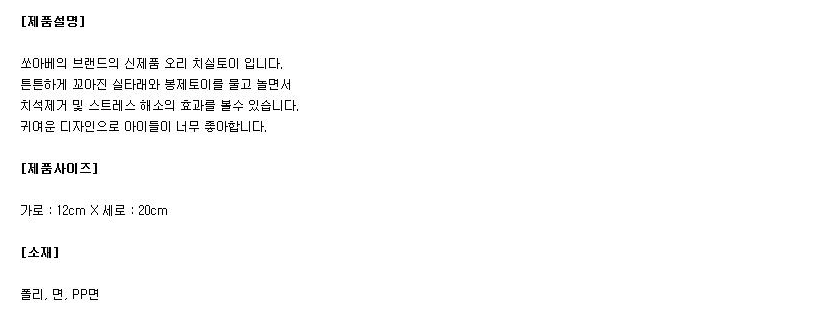 [제품설명]
쏘아베의 브랜드의 신제품 오리 치실토이 입니다.
튼튼하게 꼬아진 실타래와 봉제토이를 물고 놀면서
치석제거 및 스트레스 해소의 효과를 볼수 있습니다.
귀여운 디자인으로 아이들이 너무 좋아합니다.
[제품사이즈]
가로 : 12cm X 세로 : 20cm
[소재]
폴리, 면, PP면